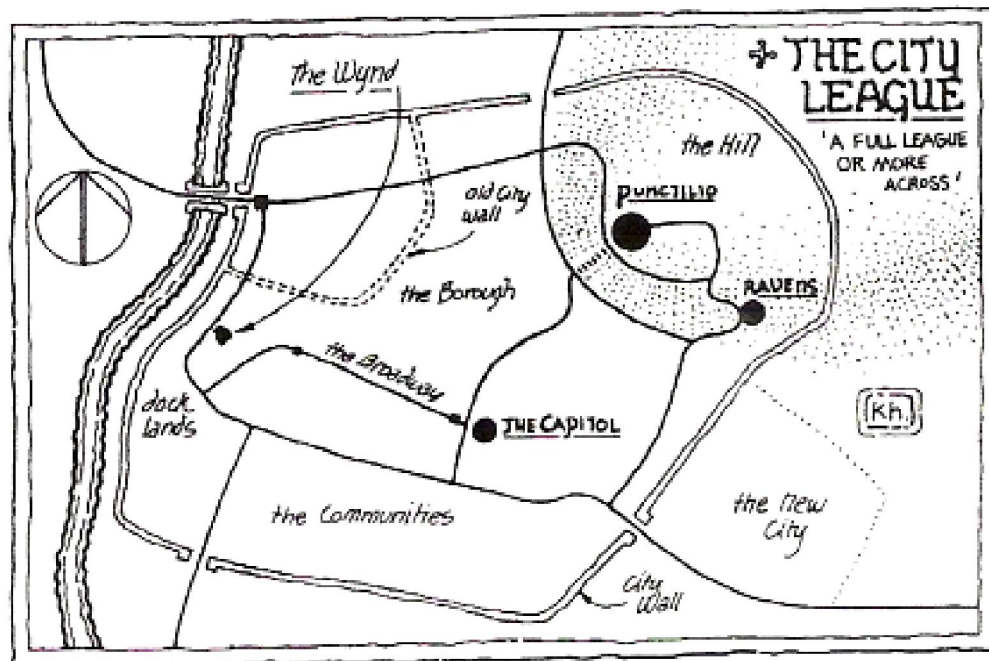 THE CITY
LEAGUE
'A FULL LEAGUE
OR MORE
ACROSS'
The Wynd
the Hill
PUNCTILIO
old City
wall
the Borough
RAVENS
the Broadway
dock
lands
THE CAPITOL
Kh.
the Communities
the New
City
City
Wall